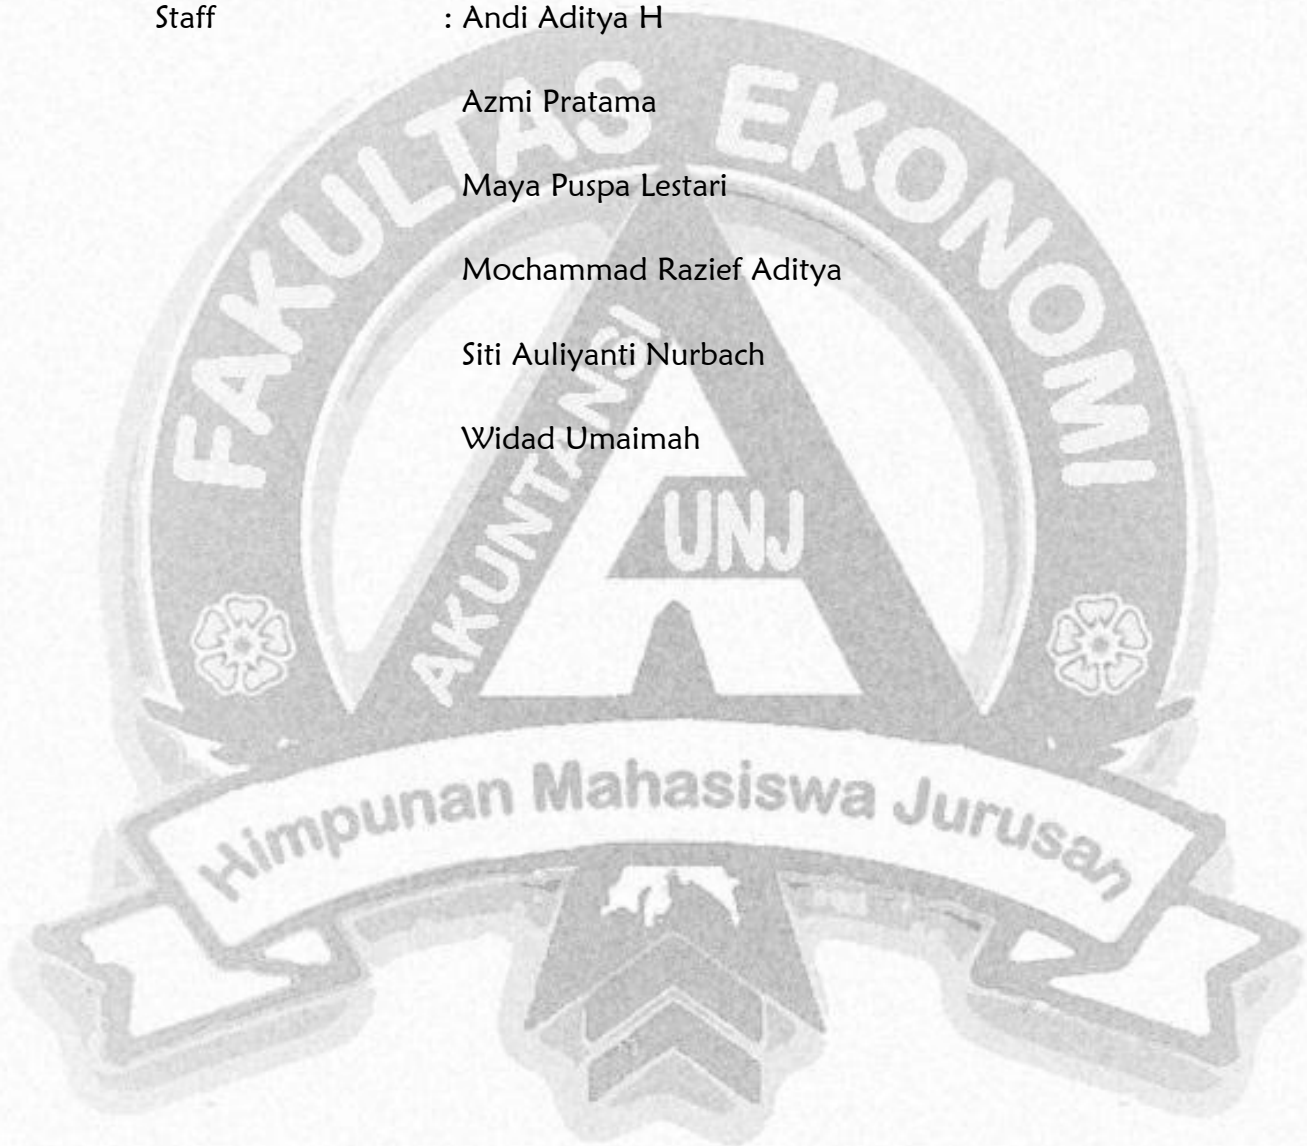 Staff : Andi Aditya H
Azmi Pratama
Maya Puspa Lestari
Mochammad Razief Aditya
Siti Auliyanti Nurbach
Widad Umaimah
FAKULTAS EKONOMI
AKUNTANSI
UNJ
Himpunan Mahasiswa Jurusan